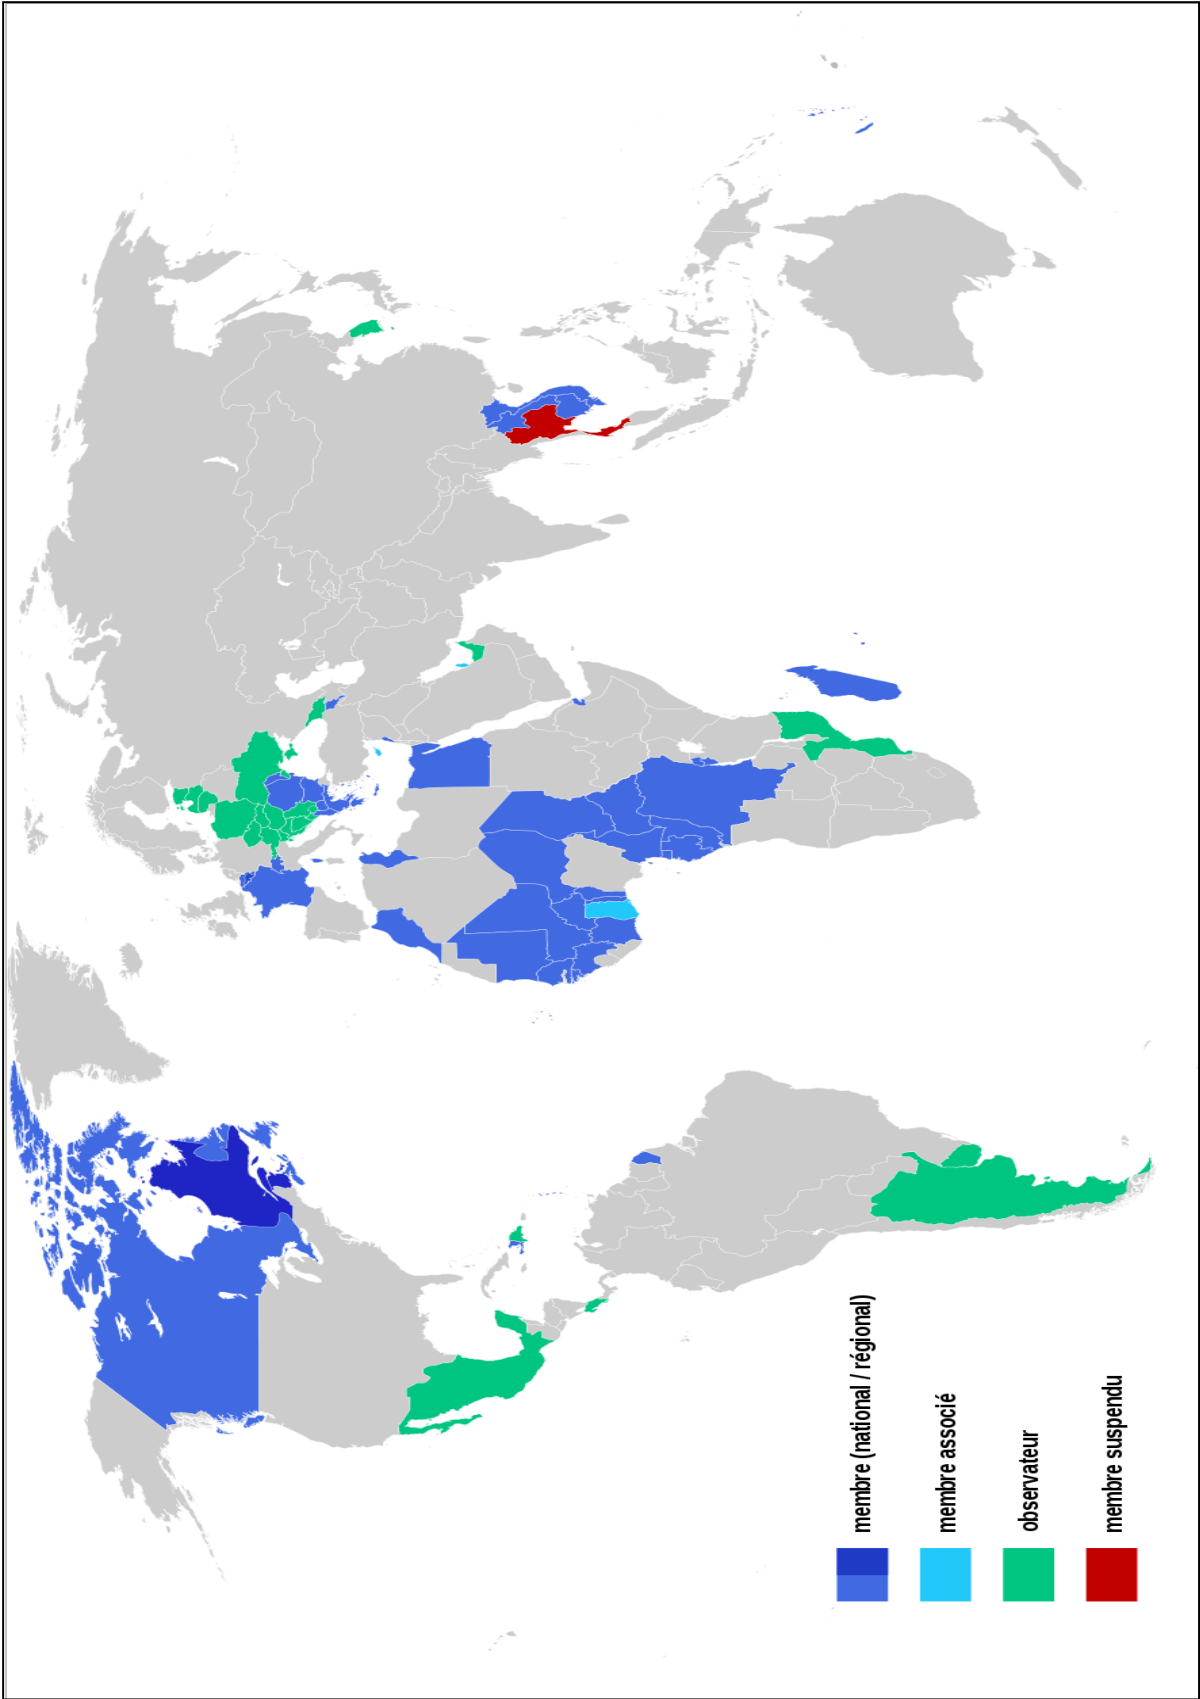 membre (national / régional)
membre associé
observateur
membre suspendu